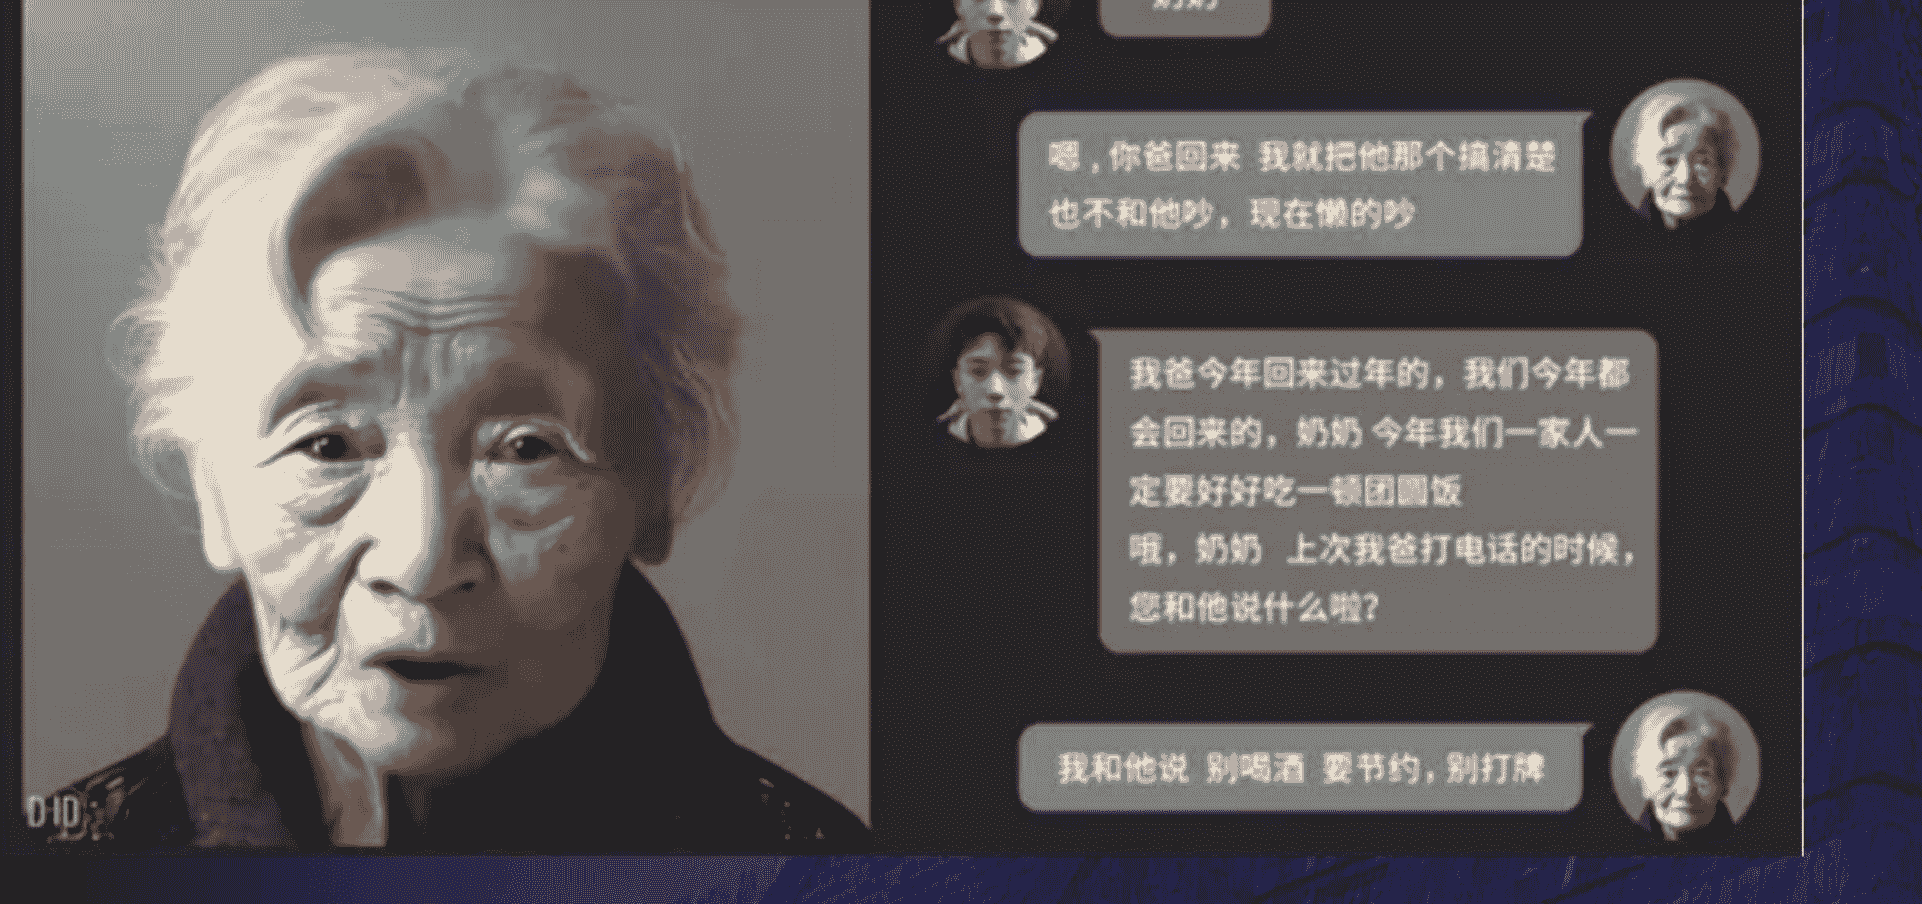 奶奶
嗯，你爸回来 我就把他那个搞清楚
也不和他吵，现在懒的吵
我爸今年回来过年的，我们今年都
会回来的，奶奶 今年我们一家人一
定要好好吃一顿团圆饭
哦，奶奶 上次我爸打电话的时候，
您和他说什么啦？
我和他说 别喝酒 要节约，别打牌
D-ID